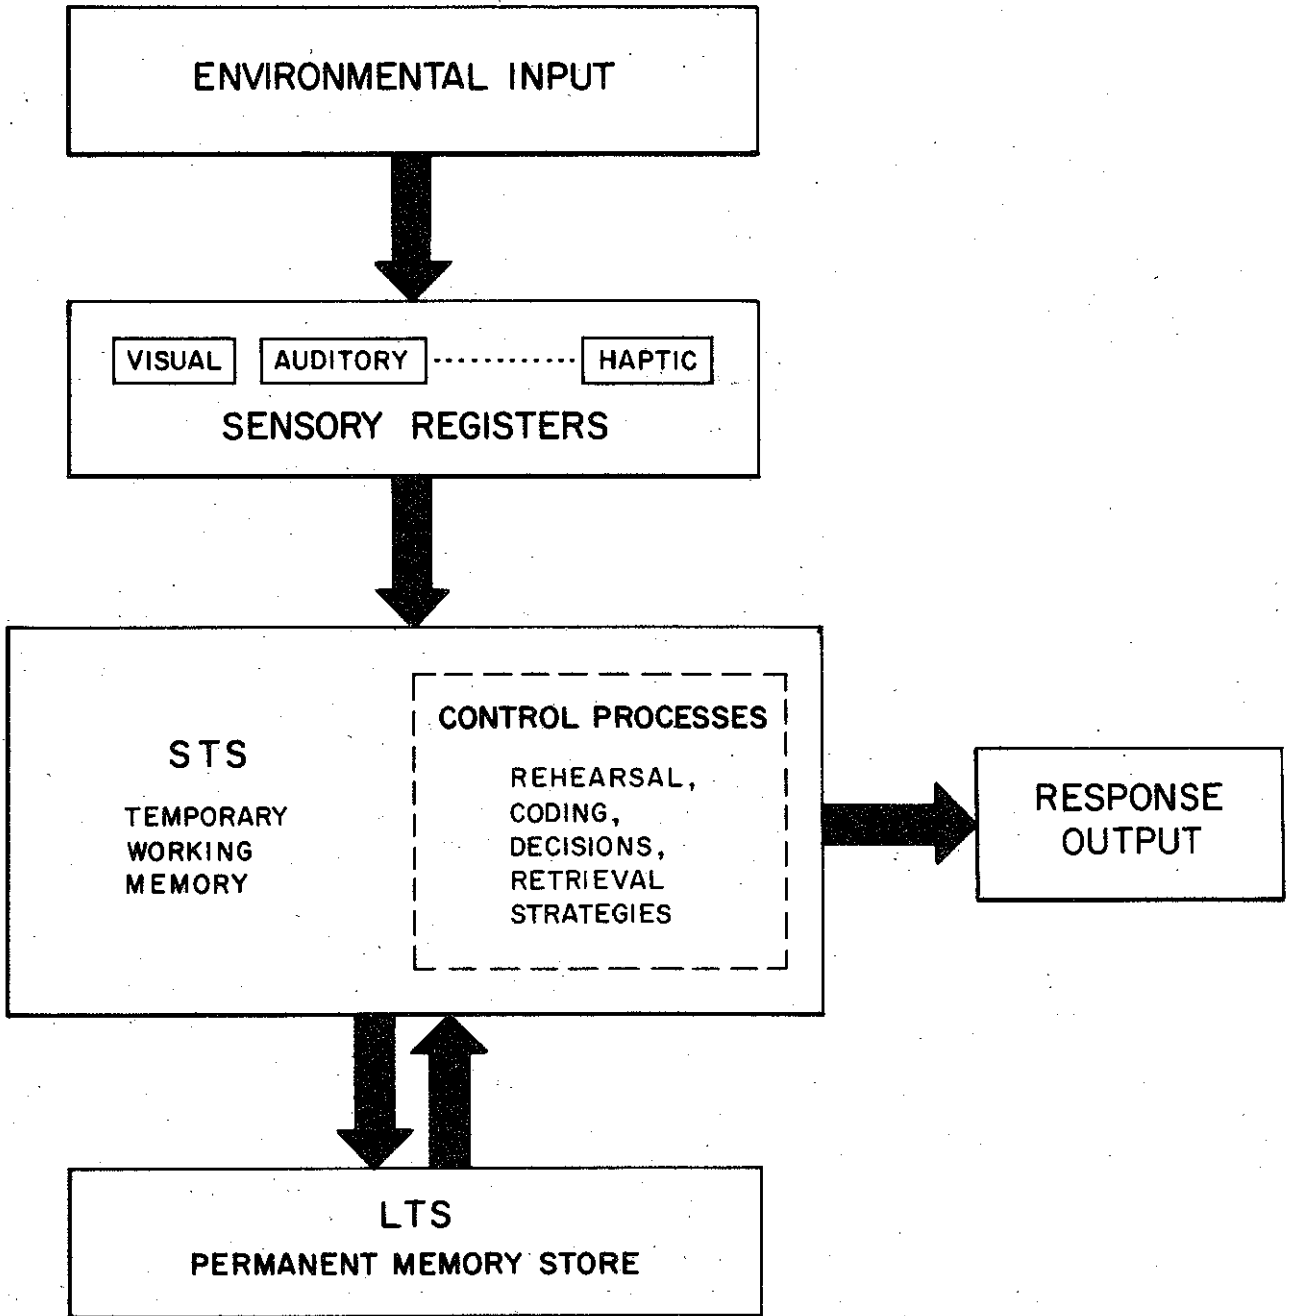 ENVIRONMENTAL INPUT
VISUAL AUDITORY HAPTIC
SENSORY REGISTERS
STS
TEMPORARY
WORKING
MEMORY
CONTROL PROCESSES
REHEARSAL,
CODING,
DECISIONS,
RETRIEVAL
STRATEGIES
RESPONSE
OUTPUT
LTS
PERMANENT MEMORY STORE